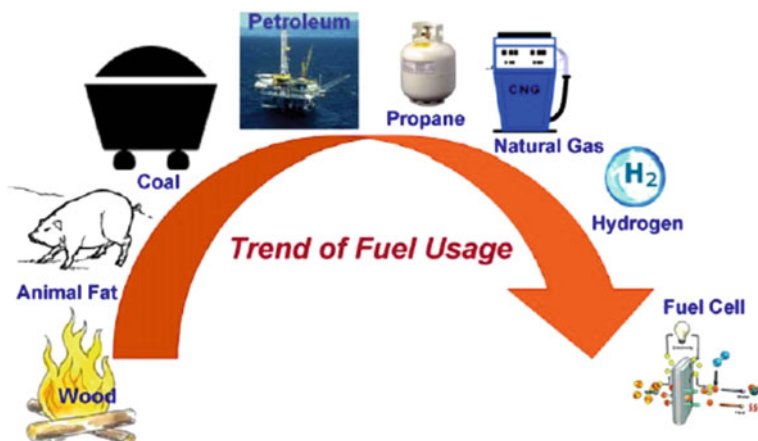 Petroleum
Propane
CNG
Natural Gas
Coal
H2
Hydrogen
Animal Fat
Trend of Fuel Usage
Fuel Cell
Wood